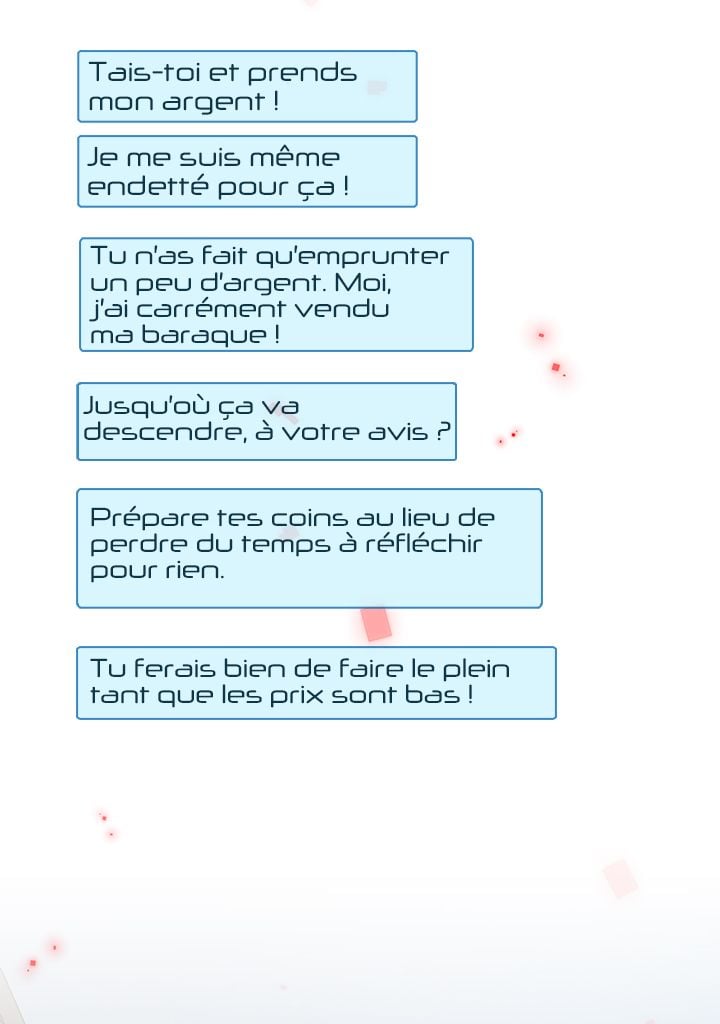 Tais-toi et prends
mon argent !
Je me suis même
endetté pour ça !
Tu n'as fait qu'emprunter
un peu d'argent. Moi,
j'ai carrément vendu
ma baraque !
Jusqu'où ça va
descendre, à votre avis ?
Prépare tes coins au lieu de
perdre du temps à réfléchir
pour rien.
Tu ferais bien de faire le plein
tant que les prix sont bas !